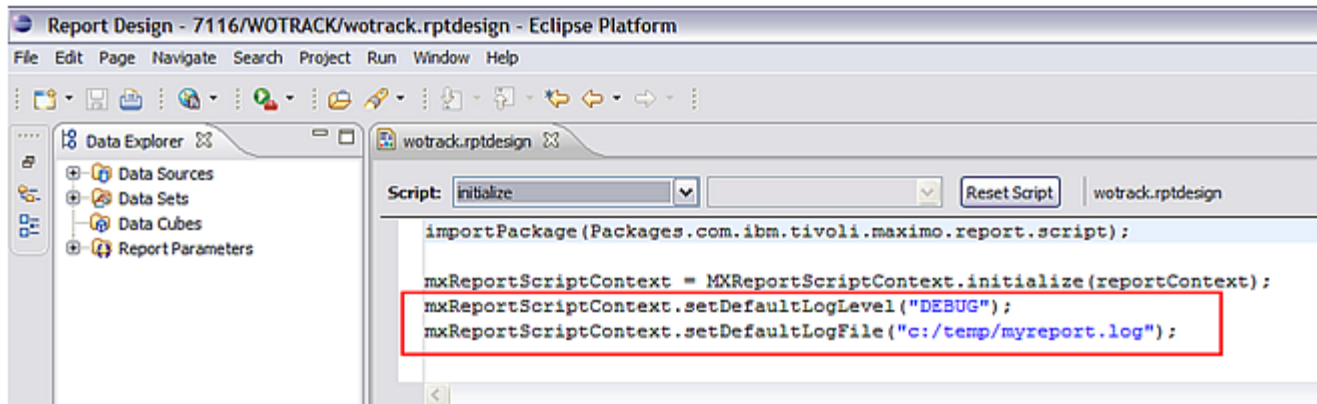 Report Design - 7116/WOTRACK/wotrack.rptdesign - Eclipse Platform
File Edit Page Navigate Search Project Run Window Help
Data Explorer
wotrack.rptdesign
Data Sources
Data Sets
Data Cubes
Report Parameters
Script: initialize Reset Script wotrack.rptdesign
importPackage(Packages.com.ibm.tivoli.maximo.report.script);
mxReportScriptContext = MXReportScriptContext.initialize(reportContext);
mxReportScriptContext.setDefaultLogLevel("DEBUG");
mxReportScriptContext.setDefaultLogFile("c:/temp/myreport.log");